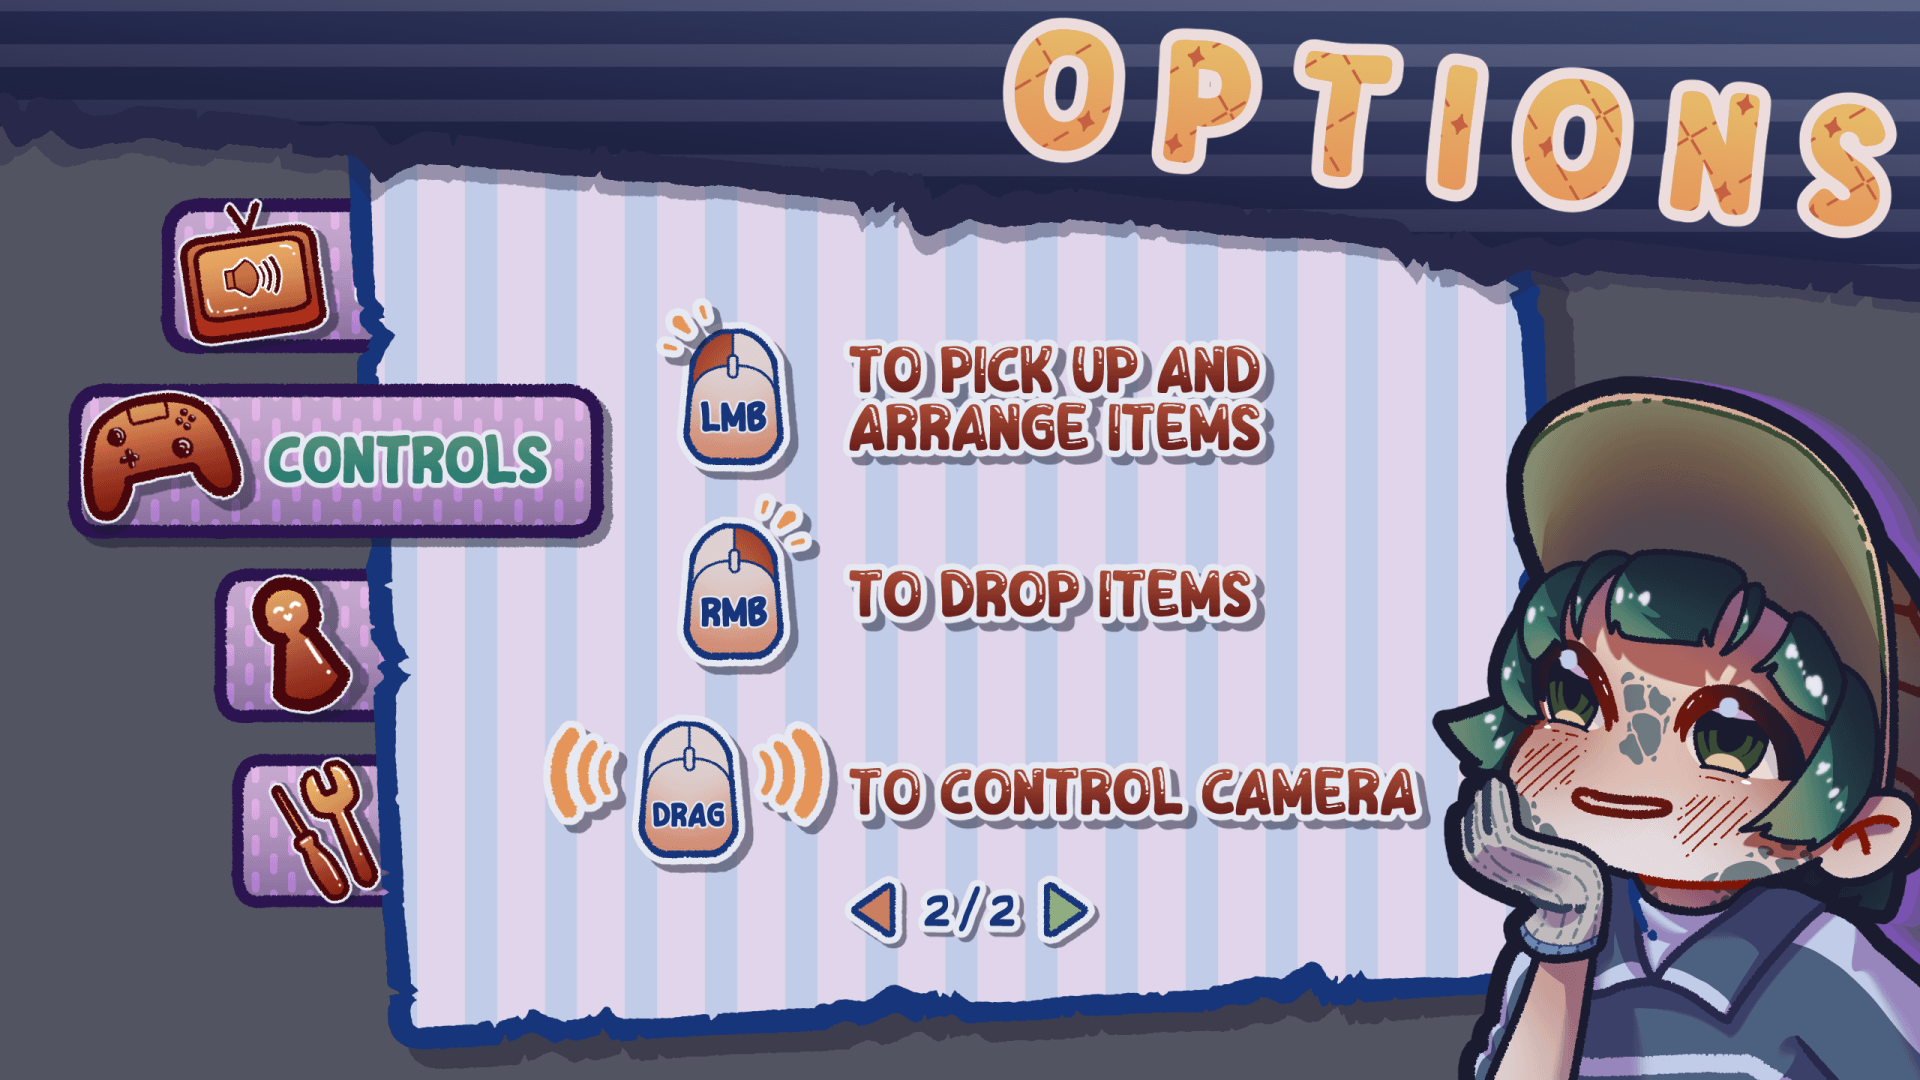 OPTIONS
CONTROLS
LMB
TO PICK UP AND
ARRANGE ITEMS
RMB
TO DROP ITEMS
DRAG
TO CONTROL CAMERA
2/2